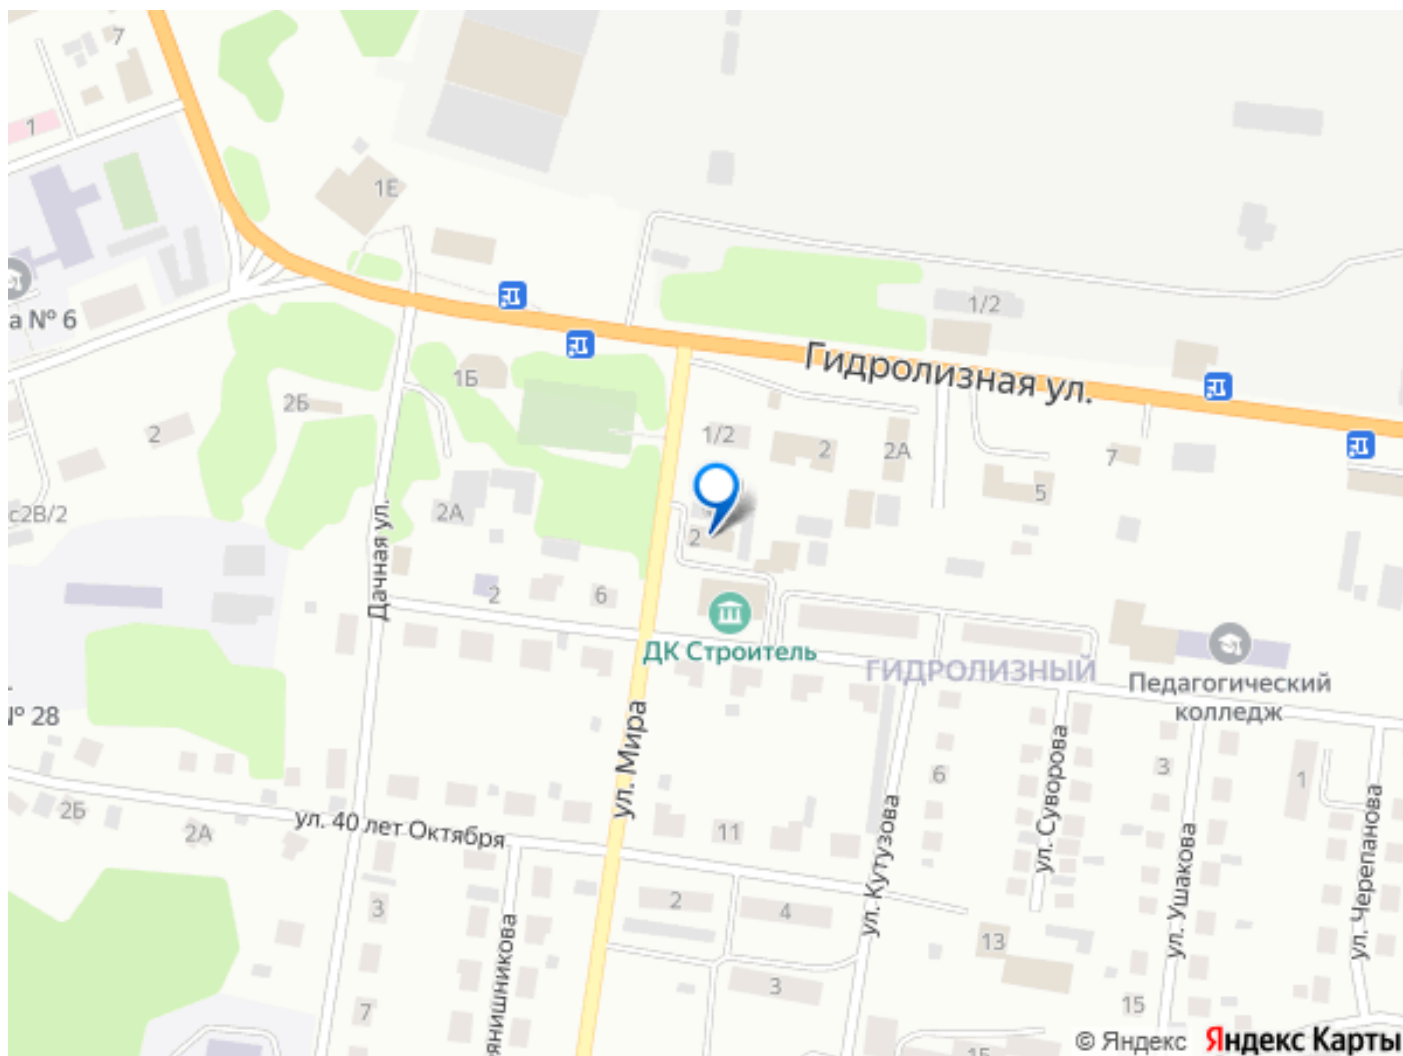 7
1
1Е
а № 6
1/2
Гидролизная ул.
1Б
2Б
2
1/2
2
2А
7
5
с2В/2
2А
Дачная ул.
2
2
6
ДК Строитель
ГИДРОЛИЗНЫЙ
Педагогический
колледж
№ 28
ул. Мира
6
ул. Суворова
3
1
2Б
2А
ул. 40 лет Октября
11
ул. Кутузова
ул. Ушакова
ул. Черепанова
3
2
4
13
янишникова
3
7
15
15
© Яндекс Яндекс Карты